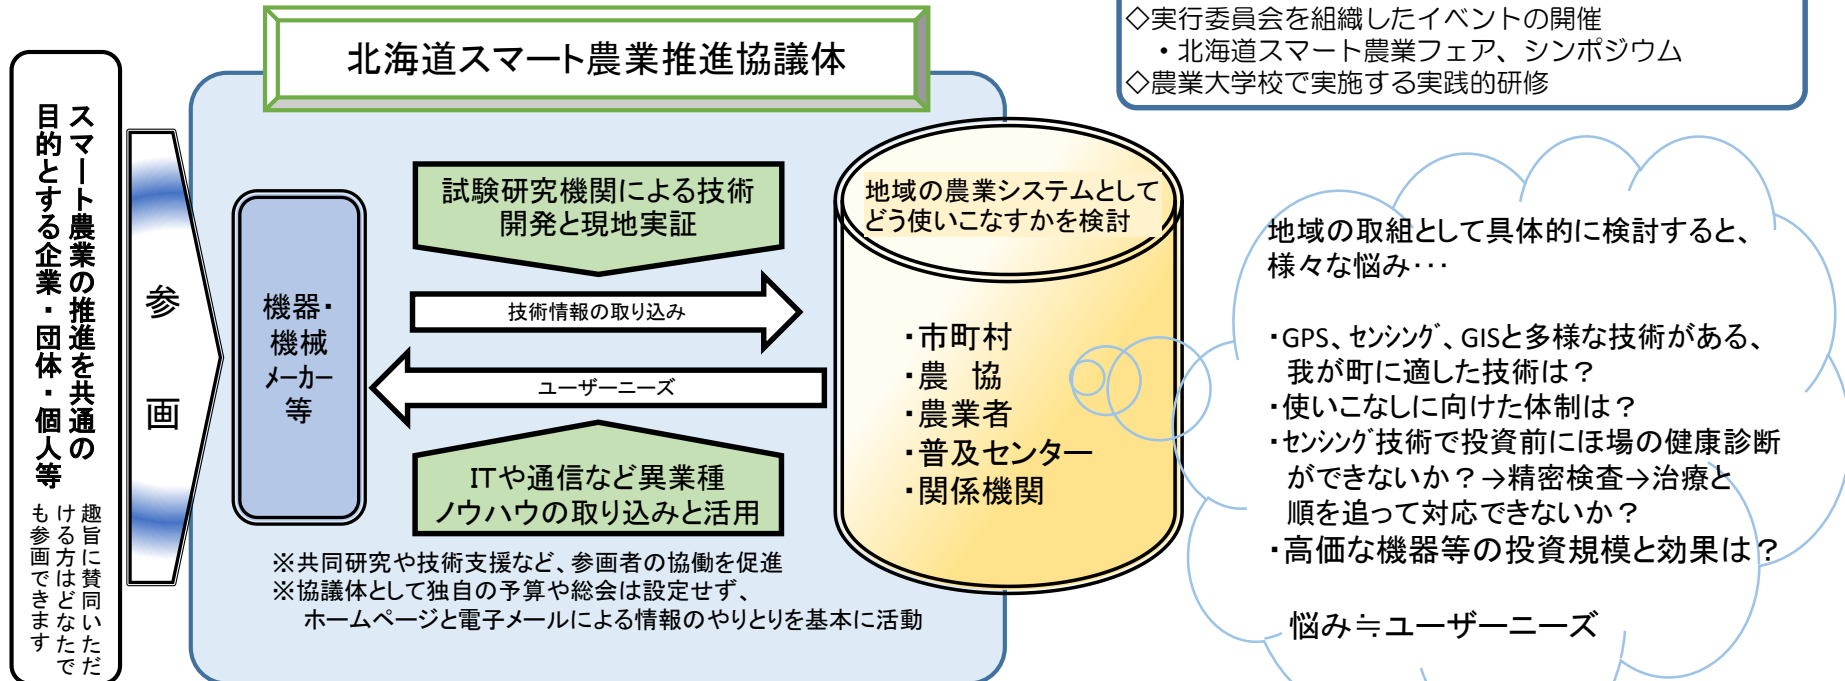 ◇実行委員会を組織したイベントの開催
・北海道スマート農業フェア、シンポジウム
◇農業大学校で実施する実践的研修
北海道スマート農業推進協議体
スマート農業の推進を共通の
目的とする企業・団体・個人等
趣旨に賛同いただ
ける方はどなたで
も参画できます
参画
機器・
機械
メーカー
等
試験研究機関による技術
開発と現地実証
技術情報の取り込み
ユーザーニーズ
ITや通信など異業種
ノウハウの取り込みと活用
※共同研究や技術支援など、参画者の協働を促進
※協議体として独自の予算や総会は設定せず、
ホームページと電子メールによる情報のやりとりを基本に活動
地域の農業システムとして
どう使いこなすかを検討
・市町村
・農　協
・農業者
・普及センター
・関係機関
地域の取組として具体的に検討すると、
様々な悩み・・・
・GPS、ｾﾝｼﾝｸﾞ、GISと多様な技術がある、
我が町に適した技術は？
・使いこなしに向けた体制は？
・ｾﾝｼﾝｸﾞ技術で投資前にほ場の健康診断
ができないか？→精密検査→治療と
順を追って対応できないか？
・高価な機器等の投資規模と効果は？
悩み≒ユーザーニーズ